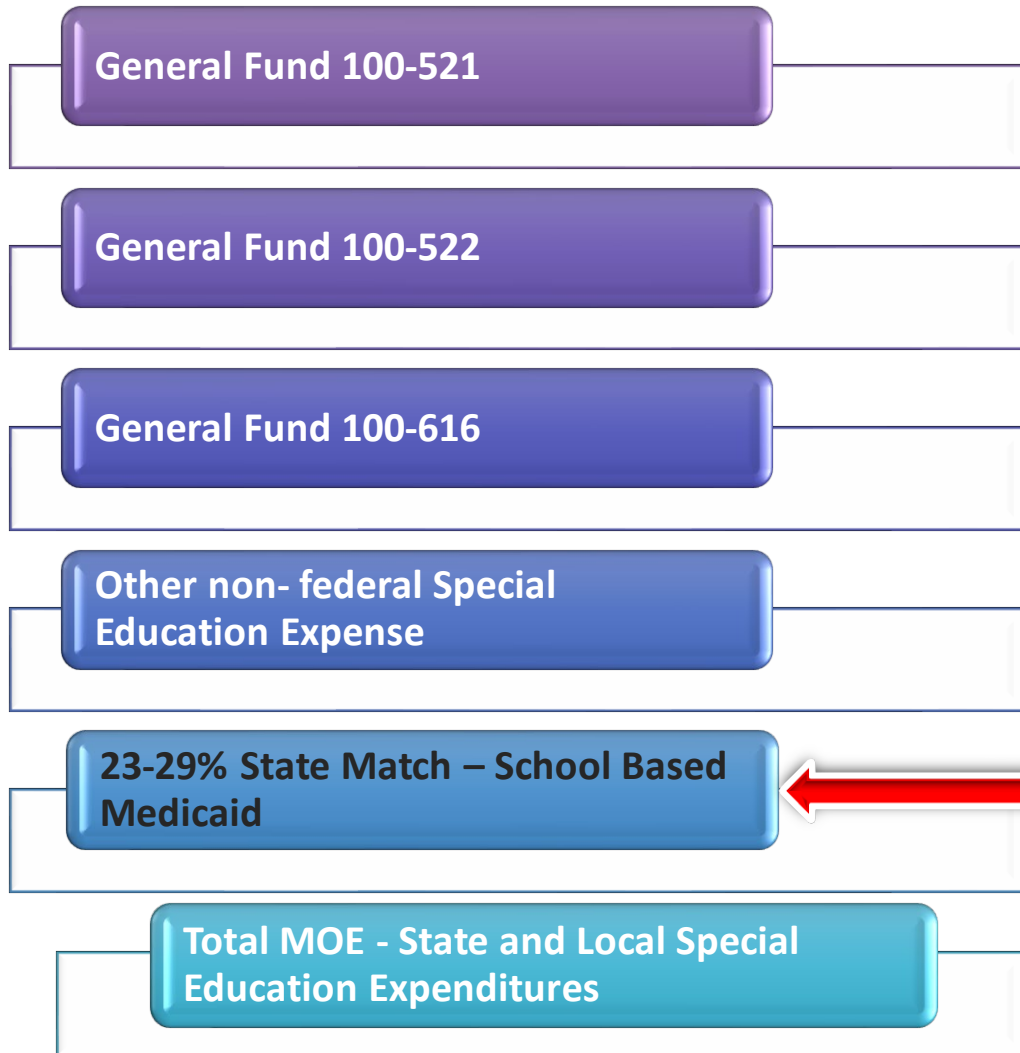 General Fund 100-521
General Fund 100-522
General Fund 100-616
Other non- federal Special
Education Expense
23-29% State Match – School Based
Medicaid
Total MOE - State and Local Special
Education Expenditures